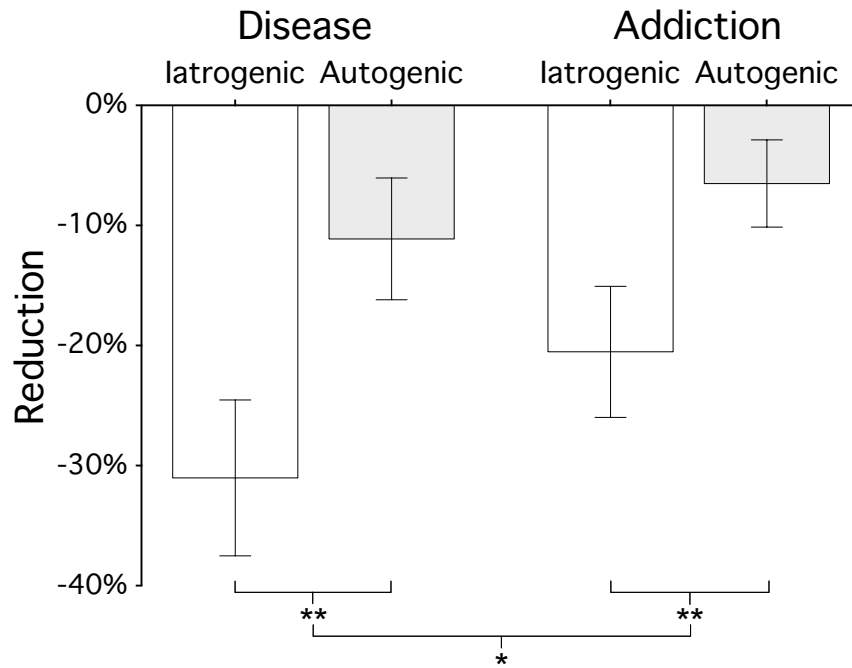 Disease Addiction
Iatrogenic Autogenic Iatrogenic Autogenic
0%
-10%
-20%
-30%
-40%
Reduction
** **
*